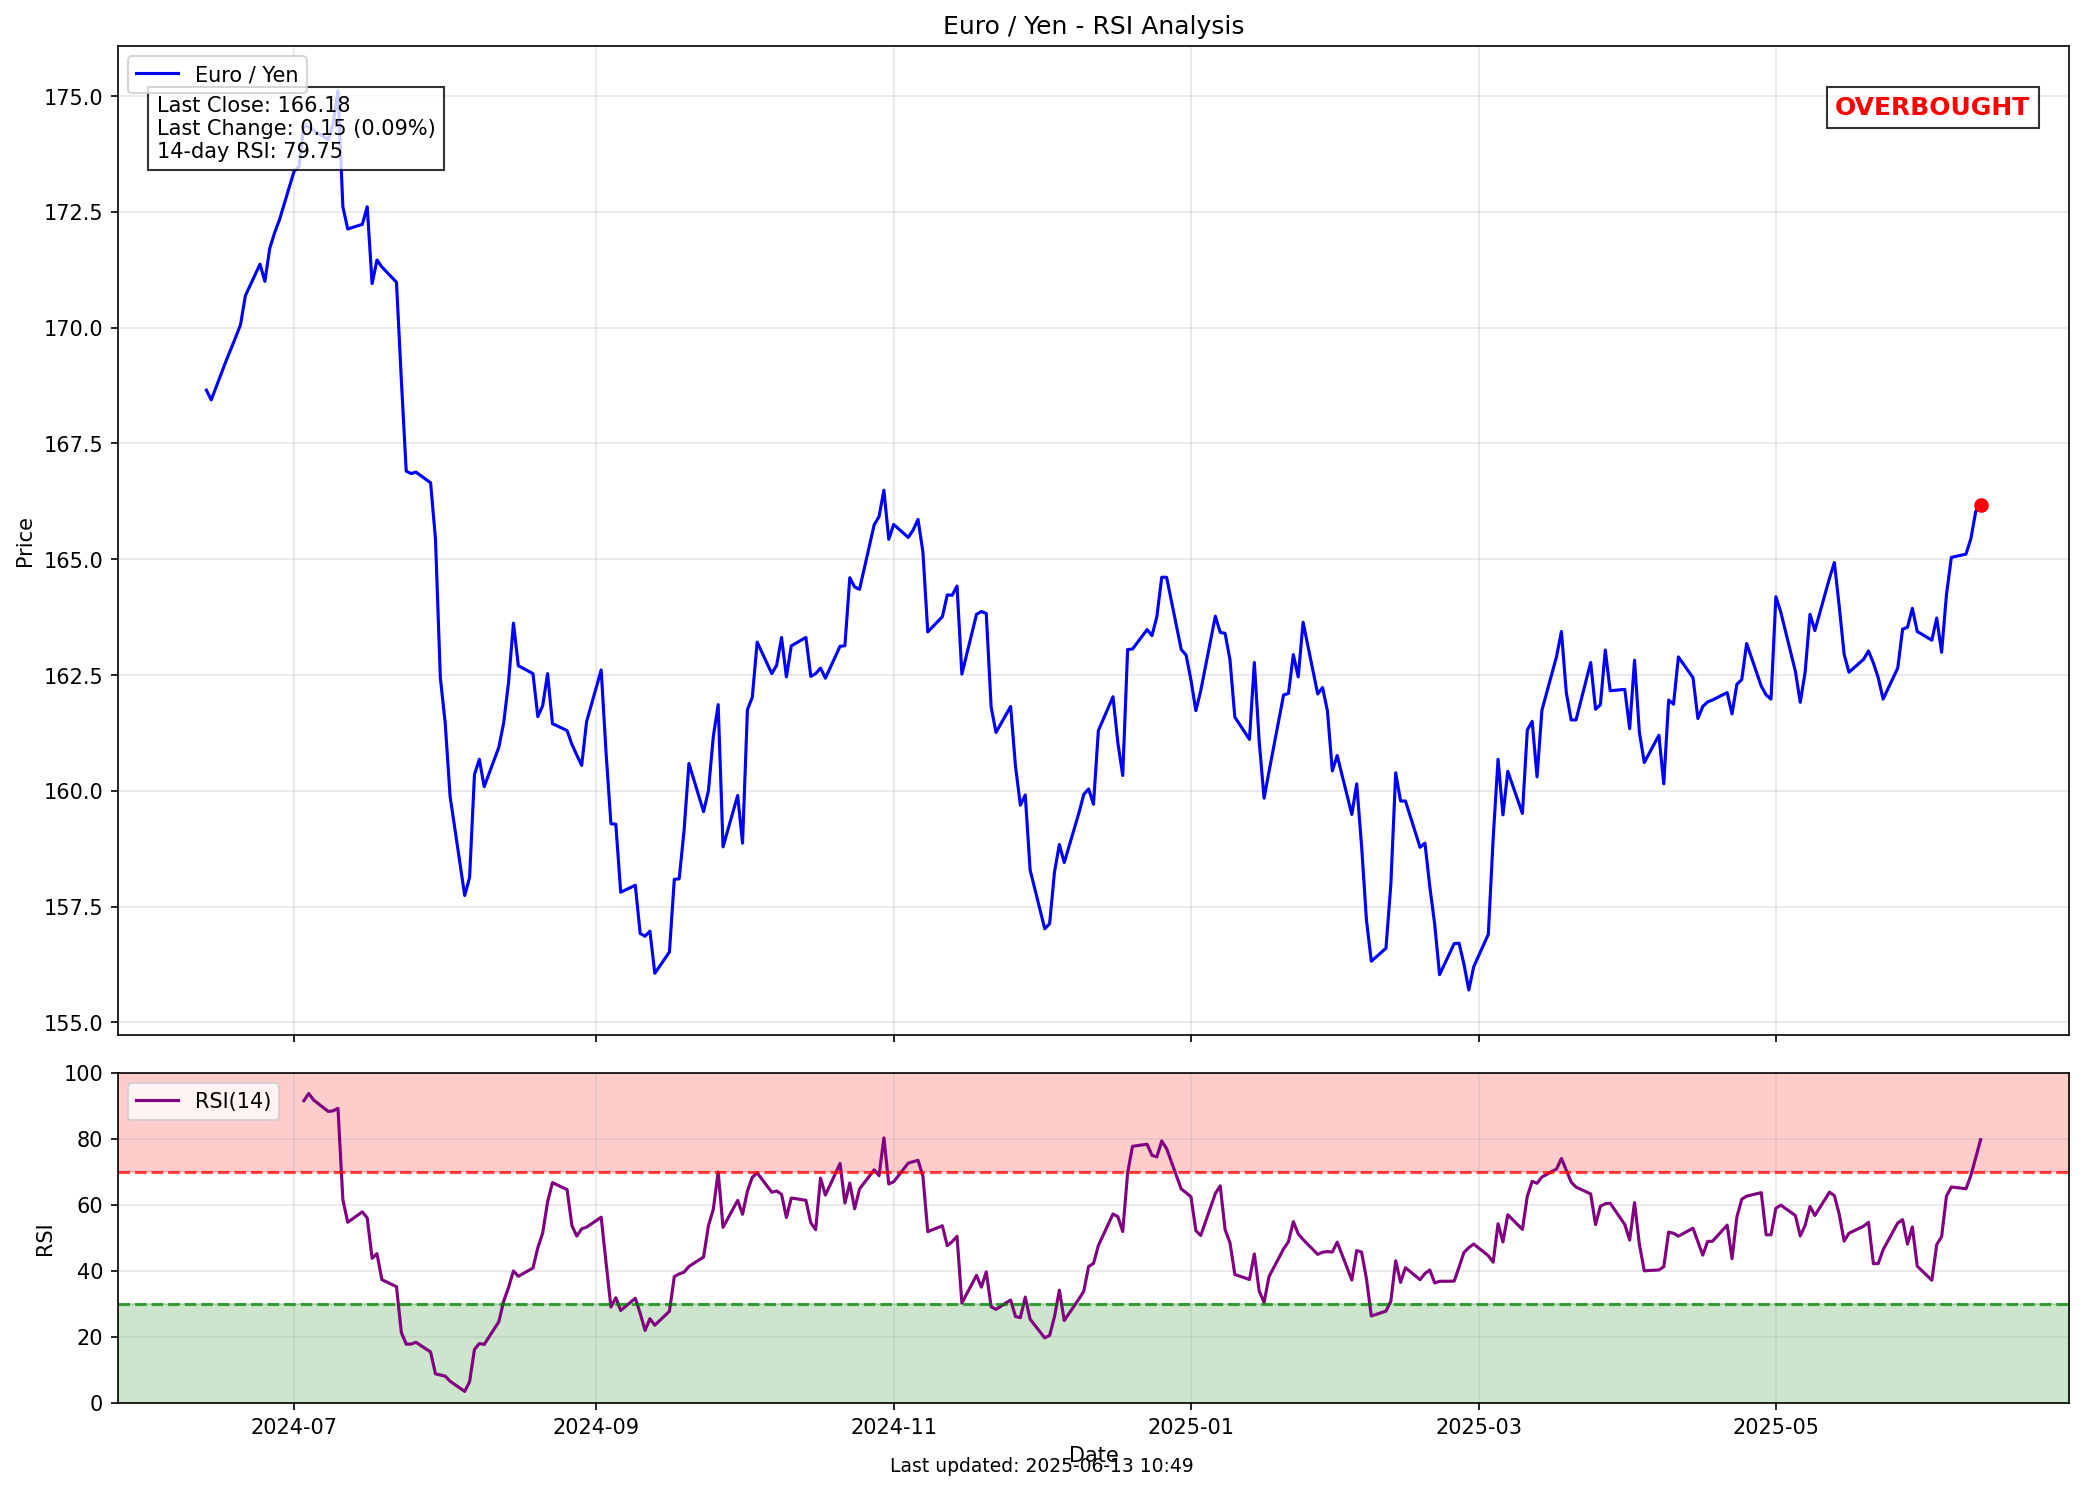 Euro / Yen - RSI Analysis
Euro / Yen
Last Close: 166.18
Last Change: 0.15 (0.09%)
14-day RSI: 79.75
OVERBOUGHT
Price
175.0
172.5
170.0
167.5
165.0
162.5
160.0
157.5
155.0
RSI(14)
RSI
100
80
60
40
20
0
2024-07
2024-09
2024-11
2025-01
2025-03
2025-05
Date
Last updated: 2025-06-13 10:49